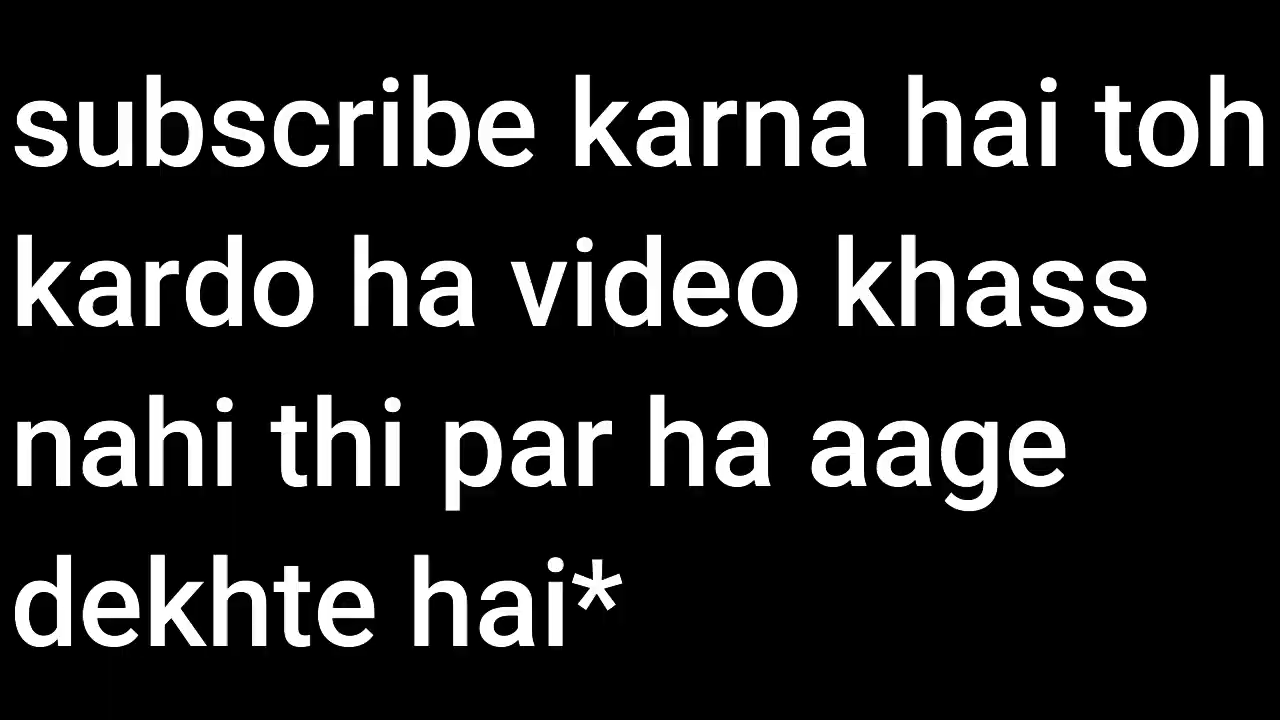 subscribe karna hai toh
kardo ha video khass
nahi thi par ha aage
dekhte hai*